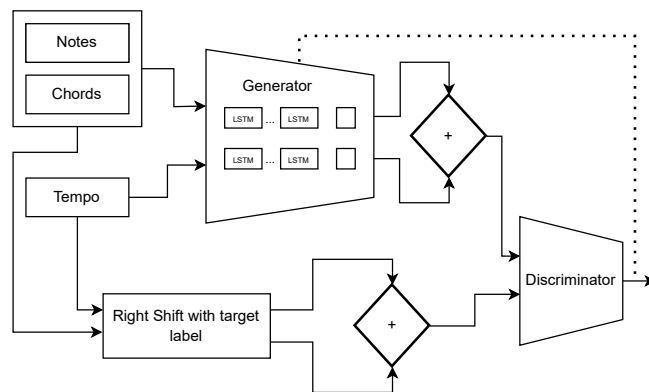 Notes
Chords
Generator
LSTM ... LSTM
LSTM ... LSTM
+
Tempo
Discriminator
Right Shift with target
label
+